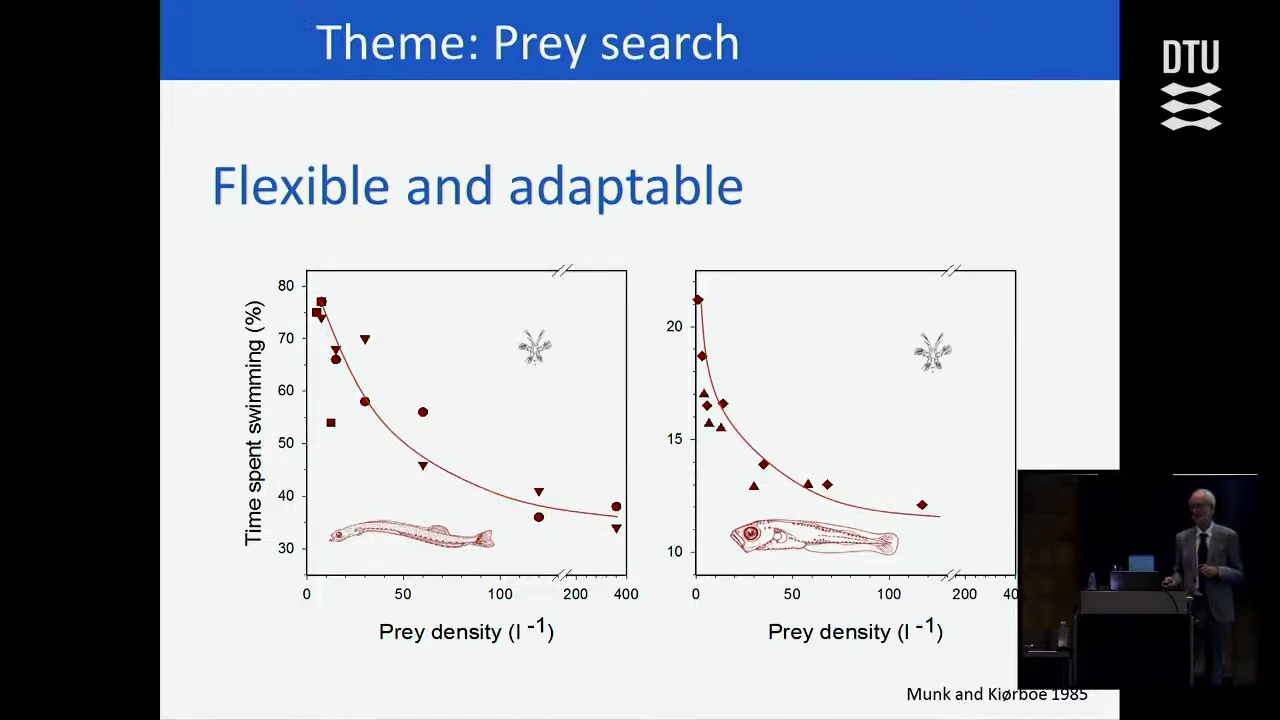 Theme: Prey search
DTU
Flexible and adaptable
80
70
60
50
40
30
Time spent swimming (%)
0
50
100
200
400
Prey density (l -1)
20
15
10
0
50
100
200
40
Prey density (l -1)
Munk and Kiørboe 1985